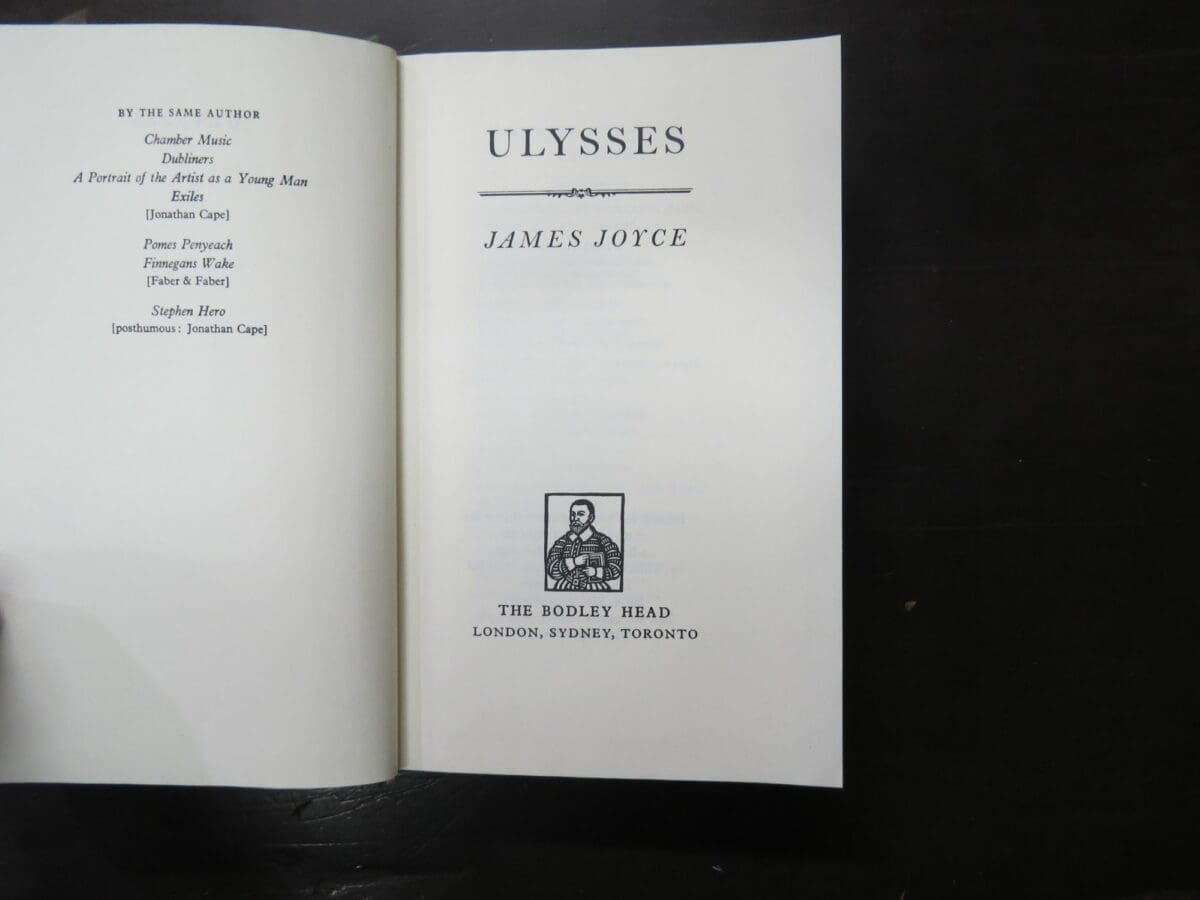 BY THE SAME AUTHOR
Chamber Music
Dubliners
A Portrait of the Artist as a Young Man
Exiles
[Jonathan Cape]
Pomes Penyeach
Finnegans Wake
[Faber & Faber]
Stephen Hero
[posthumous: Jonathan Cape]
ULYSSES
JAMES JOYCE
THE BODLEY HEAD
LONDON, SYDNEY, TORONTO